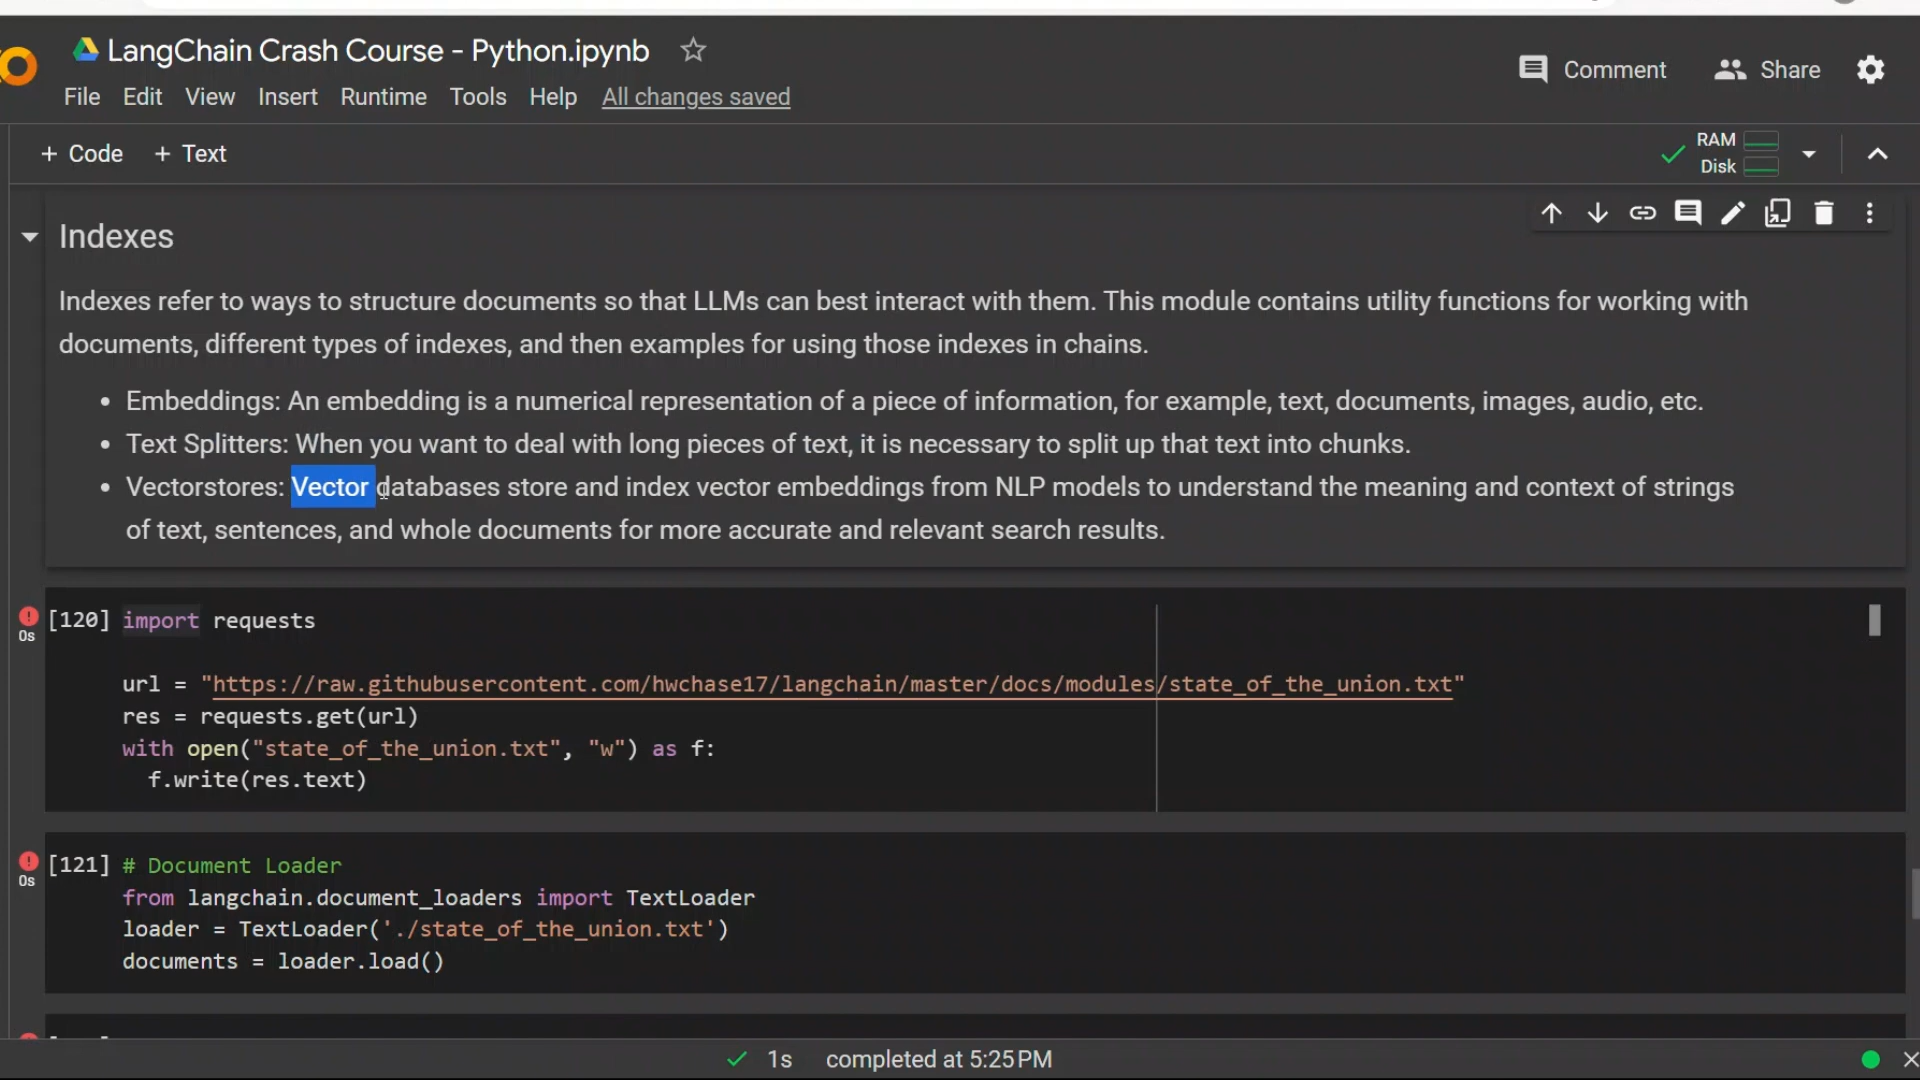 LangChain Crash Course - Python.ipynb
Comment
Share
File Edit View Insert Runtime Tools Help All changes saved
+ Code + Text
RAM
Disk
Indexes
Indexes refer to ways to structure documents so that LLMs can best interact with them. This module contains utility functions for working with
documents, different types of indexes, and then examples for using those indexes in chains.
• Embeddings: An embedding is a numerical representation of a piece of information, for example, text, documents, images, audio, etc.
• Text Splitters: When you want to deal with long pieces of text, it is necessary to split up that text into chunks.
• Vectorstores: Vector databases store and index vector embeddings from NLP models to understand the meaning and context of strings
of text, sentences, and whole documents for more accurate and relevant search results.
[120] import requests
0s
url = "https://raw.githubusercontent.com/hwchase17/langchain/master/docs/modules/state_of_the_union.txt"
res = requests.get(url)
with open("state_of_the_union.txt", "w") as f:
f.write(res.text)
[121] # Document Loader
0s
from langchain.document_loaders import TextLoader
loader = TextLoader('./state_of_the_union.txt')
documents = loader.load()
1s completed at 5:25 PM